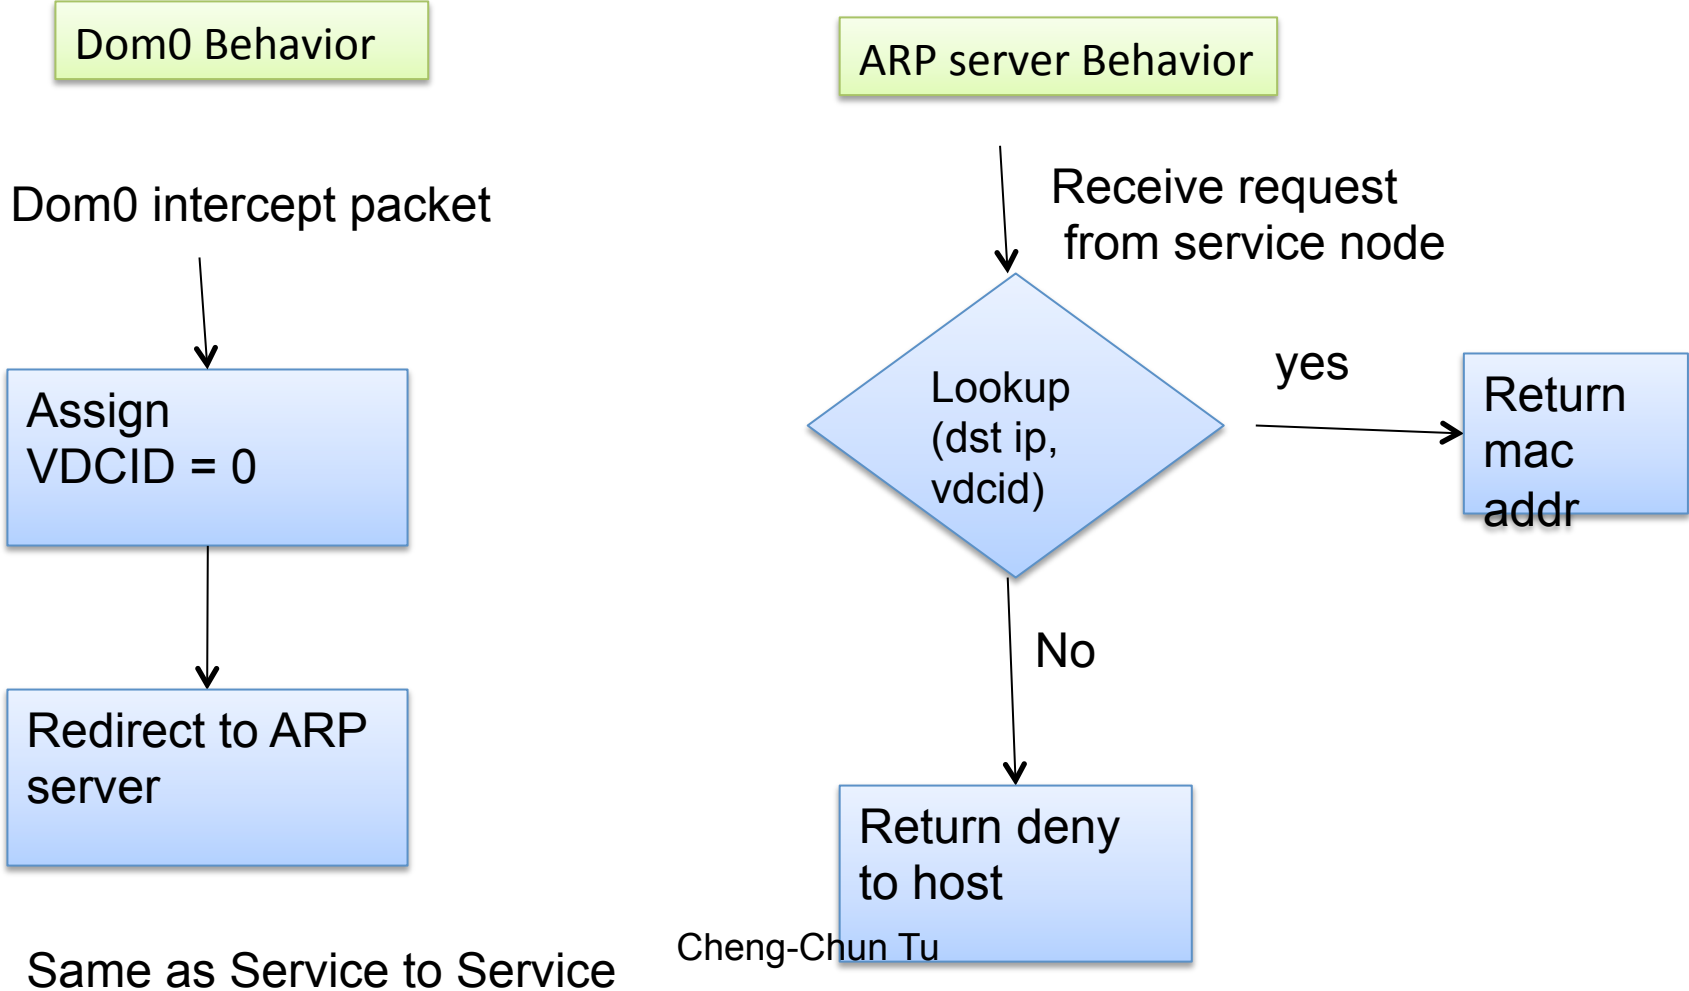 Dom0 Behavior
Dom0 intercept packet
Assign
VDCID = 0
Redirect to ARP
server
Same as Service to Service
ARP server Behavior
Receive request
from service node
Lookup
(dst ip,
vdcid)
yes
Return
mac
addr
No
Return deny
to host
Cheng-Chun Tu